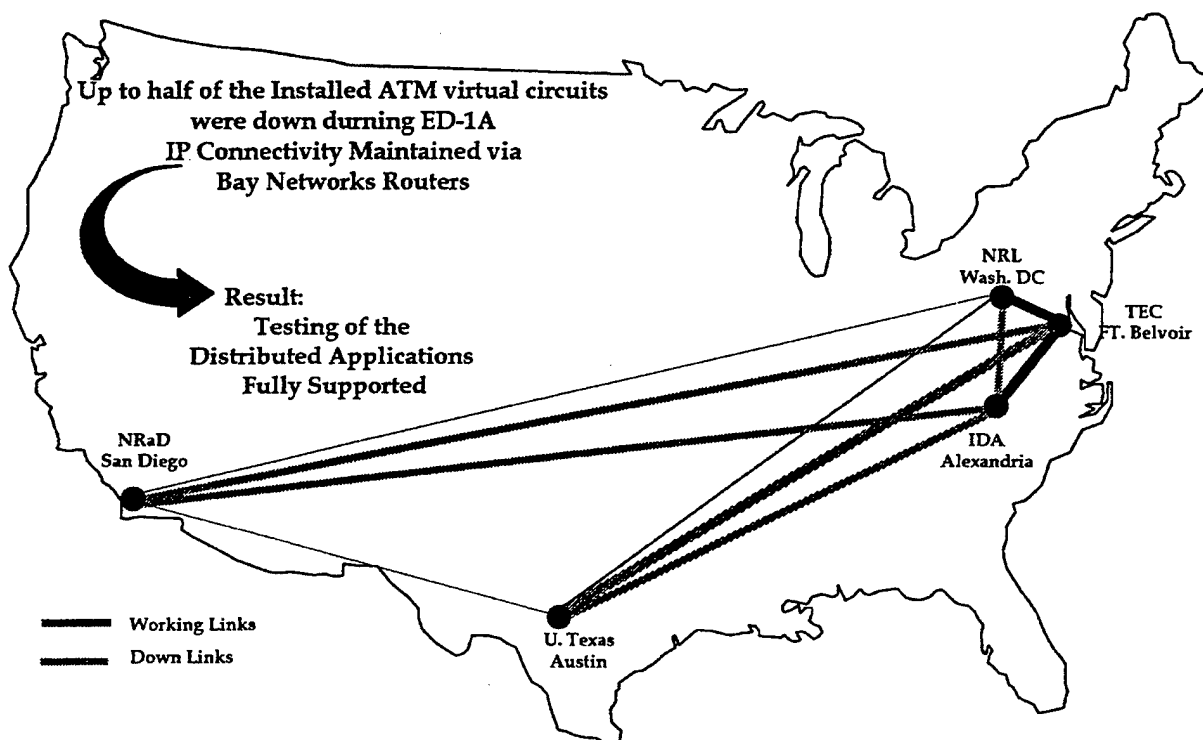 Up to half of the Installed ATM virtual circuits
were down durning ED-1A
IP Connectivity Maintained via
Bay Networks Routers
Result:
Testing of the
Distributed Applications
Fully Supported
NRL
Wash. DC
TEC
FT. Belvoir
IDA
Alexandria
NRaD
San Diego
U. Texas
Austin
Working Links
Down Links